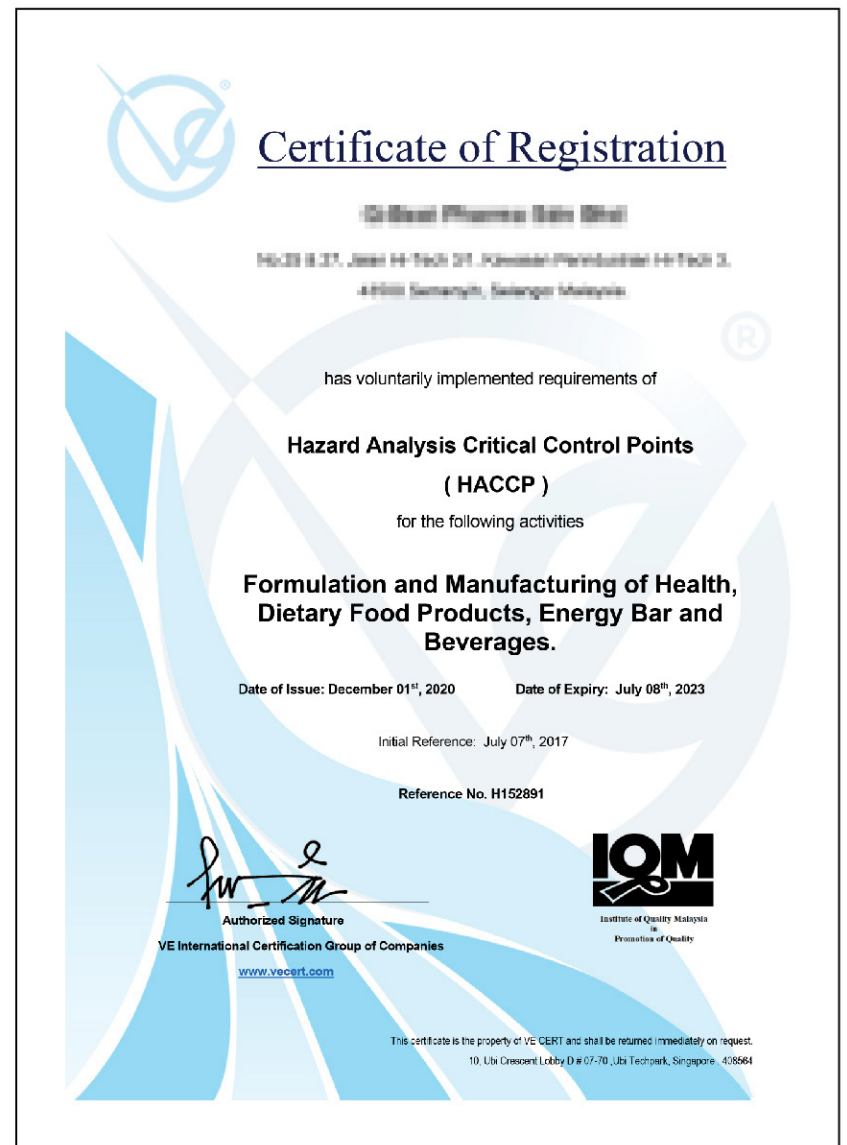 VE
®
Certificate of Registration
has voluntarily implemented requirements of
®
Hazard Analysis Critical Control Points
( HACCP )
for the following activities
Formulation and Manufacturing of Health,
Dietary Food Products, Energy Bar and
Beverages.
Date of Issue: December 01st, 2020 Date of Expiry: July 08th, 2023
Initial Reference: July 07th, 2017
Reference No. H152891
IQM
Authorized Signature
VE International Certification Group of Companies
www.vecert.com
Institute of Quality Malaysia
in
Promotion of Quality
This certificate is the property of VE CERT and shall be returned immediately on request.
10, Ubi Crescent Lobby D # 07-70 ,Ubi Techpark, Singapore , 408564